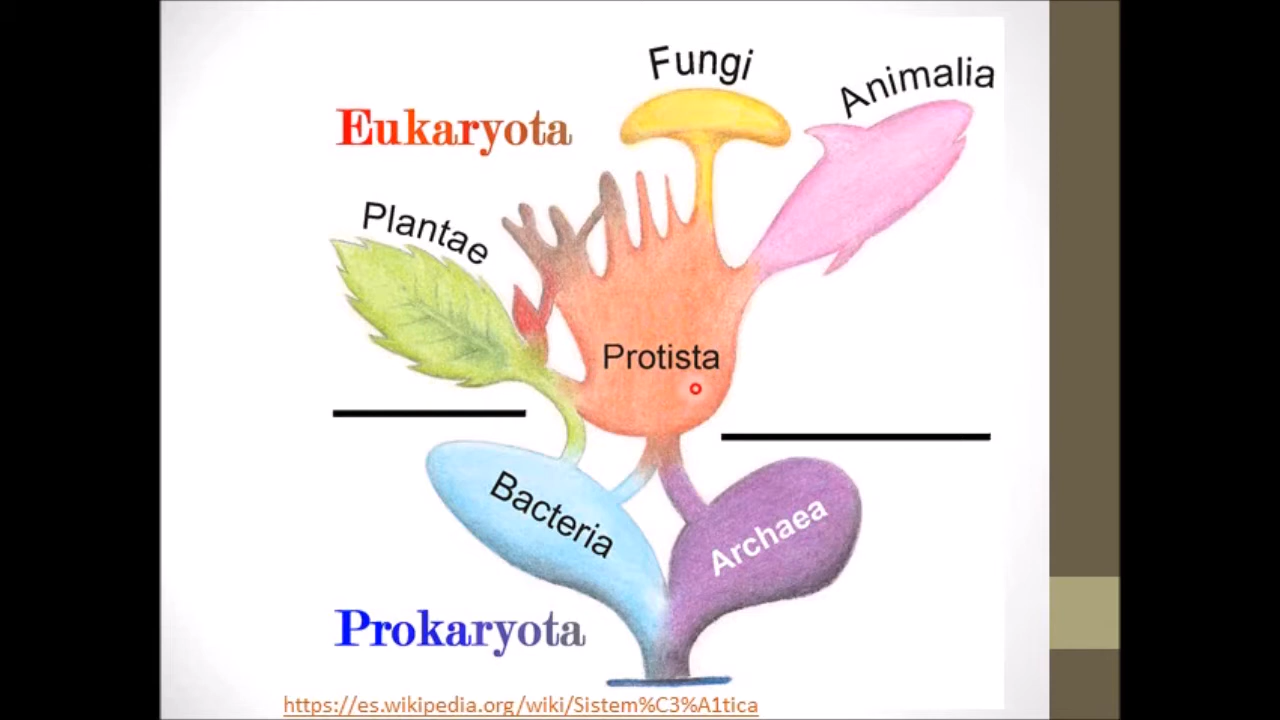 Fungi
Animalia
Eukaryota
Plantae
Protista
Bacteria
Archaea
Prokaryota
https://es.wikipedia.org/wiki/Sistem%C3%A1tica